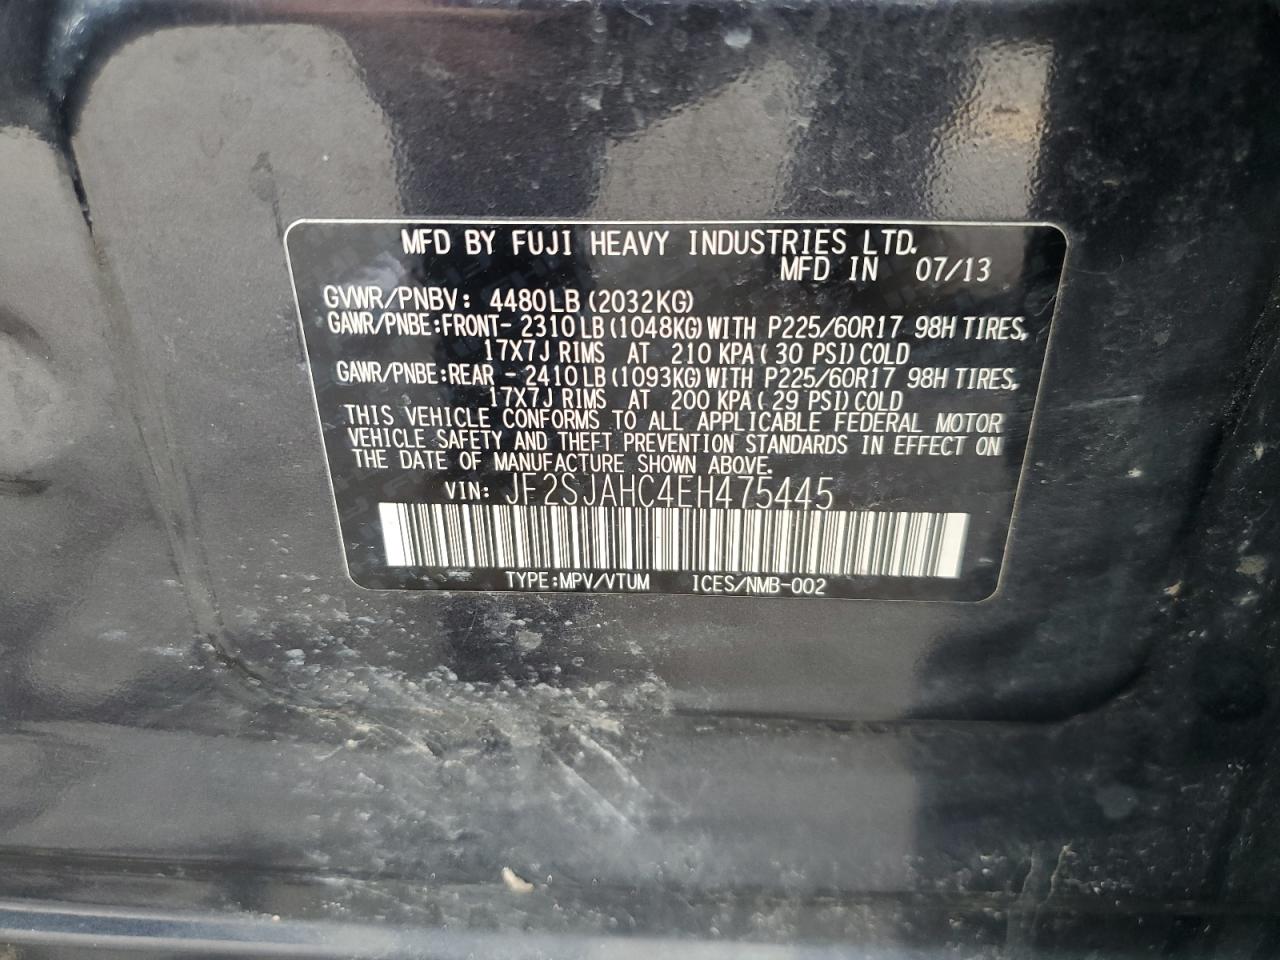 MFD BY FUJI HEAVY INDUSTRIES LTD.
MFD IN 07/13
GVWR/PNBV: 4480LB (2032KG)
GAWR/PNBE:FRONT- 2310LB (1048KG) WITH P225/60R17 98H TIRES,
17X7J RIMS AT 210 KPA( 30 PSI) COLD
GAWR/PNBE:REAR - 2410LB (1093KG) WITH P225/60R17 98H TIRES,
17X7J RIMS AT 200 KPA( 29 PSI) COLD
THIS VEHICLE CONFORMS TO ALL APPLICABLE FEDERAL MOTOR
VEHICLE SAFETY AND THEFT PREVENTION STANDARDS IN EFFECT ON
THE DATE OF MANUFACTURE SHOWN ABOVE.
VIN: JF2SJAHC4EH475445
TYPE:MPV/VTUM ICES/NMB-002